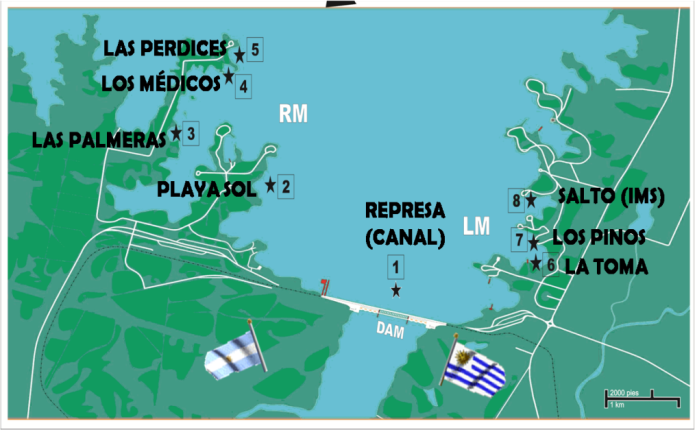 LAS PERDICES 5
LOS MÉDICOS 4
RM
LAS PALMERAS 3
PLAYA SOL 2
REPRESA
(CANAL)
1
LM
8 SALTO (IMS)
7 LOS PINOS
6 LA TOMA
DAM
2000 pies
1 km